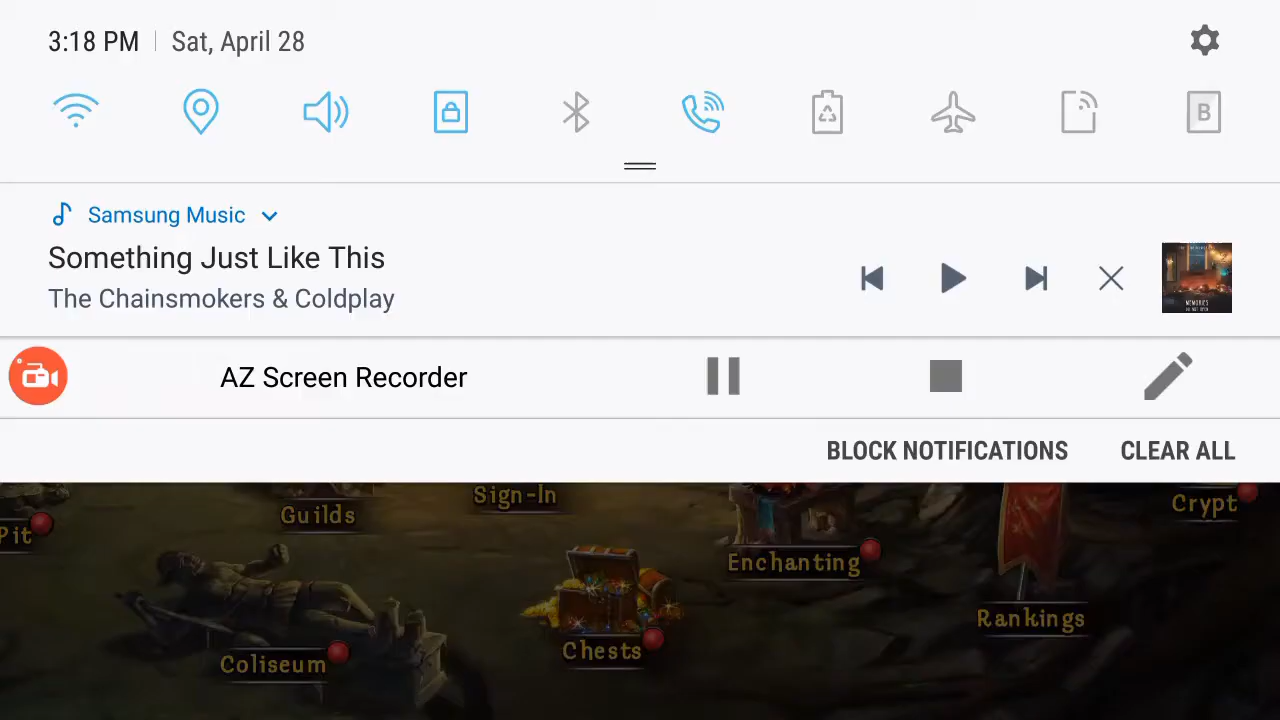 3:18 PM | Sat, April 28
B
Samsung Music
Something Just Like This
The Chainsmokers & Coldplay
MEMORIES
AZ Screen Recorder
BLOCK NOTIFICATIONS CLEAR ALL
Pit
Guilds
Sign-In
Enchanting
Crypt
Coliseum
Chests
Rankings